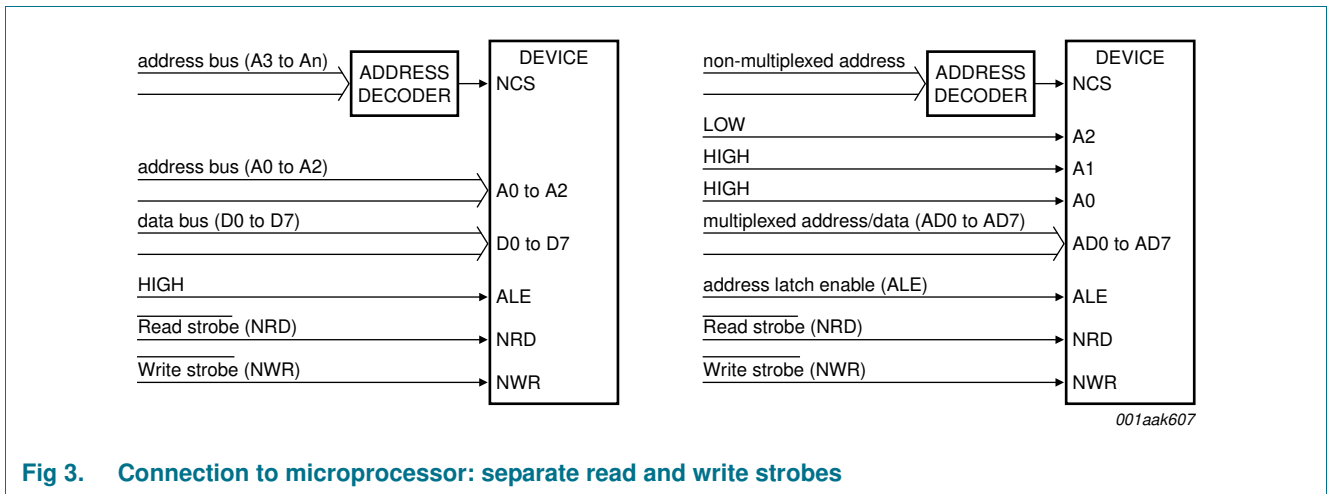 address bus (A3 to An)
ADDRESS
DECODER
DEVICE
NCS
address bus (A0 to A2)
A0 to A2
data bus (D0 to D7)
D0 to D7
HIGH
ALE
Read strobe (NRD)
NRD
Write strobe (NWR)
NWR
non-multiplexed address
ADDRESS
DECODER
DEVICE
NCS
LOW
A2
HIGH
A1
HIGH
A0
multiplexed address/data (AD0 to AD7)
AD0 to AD7
address latch enable (ALE)
ALE
Read strobe (NRD)
NRD
Write strobe (NWR)
NWR
001aak607
Fig 3. Connection to microprocessor: separate read and write strobes